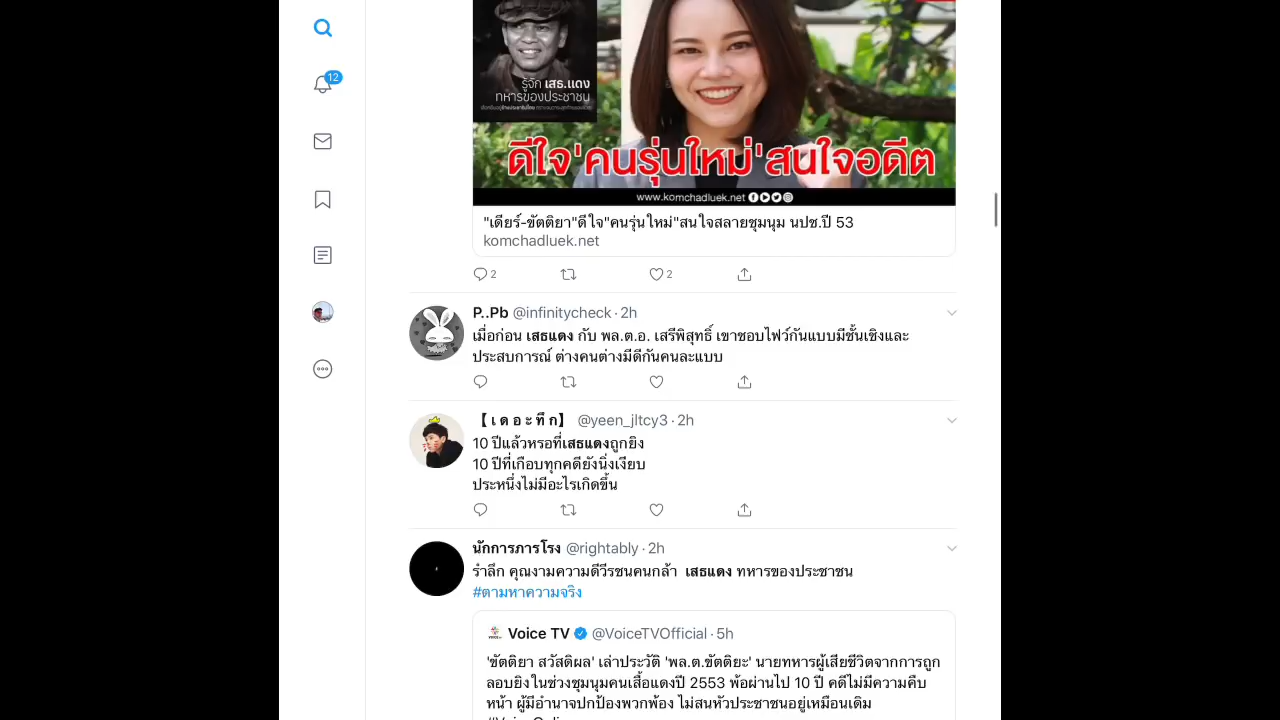 12
รู้จัก เสธ.แดง
ทหารของประชาชน
ดีใจ'คนรุ่นใหม่'สนใจอดีต
www.komchadluek.net
"เดียร์-ขัตติยา"ดีใจ"คนรุ่นใหม่"สนใจสลายชุมนุม นปช.ปี 53
komchadluek.net
2 2
P..Pb @infinitycheck · 2h
เมื่อก่อน เสธแดง กับ พล.ต.อ. เสรีพิสุทธิ์ เขาชอบไฟว์กันแบบมีชั้นเชิงและ
ประสบการณ์ ต่างคนต่างมีดีกันคนละแบบ
【 เ ด อ ะ ทึ ก】 @yeen_jltcy3 · 2h
10 ปีแล้วหรอที่เสธแดงถูกยิง
10 ปีที่เกือบทุกคดียังนิ่งเงียบ
ประหนึ่งไม่มีอะไรเกิดขึ้น
นักการภารโรง @rightably · 2h
รำลึก คุณงามความดีวีรชนคนกล้า เสธแดง ทหารของประชาชน
#ตามหาความจริง
Voice TV @VoiceTVOfficial · 5h
'ขัตติยา สวัสดิผล' เล่าประวัติ 'พล.ต.ขัตติยะ' นายทหารผู้เสียชีวิตจากการถูก
ลอบยิงในช่วงชุมนุมคนเสื้อแดงปี 2553 พ้อผ่านไป 10 ปี คดีไม่มีความคืบ
หน้า ผู้มีอำนาจปกป้องพวกพ้อง ไม่สนหัวประชาชนอยู่เหมือนเดิม